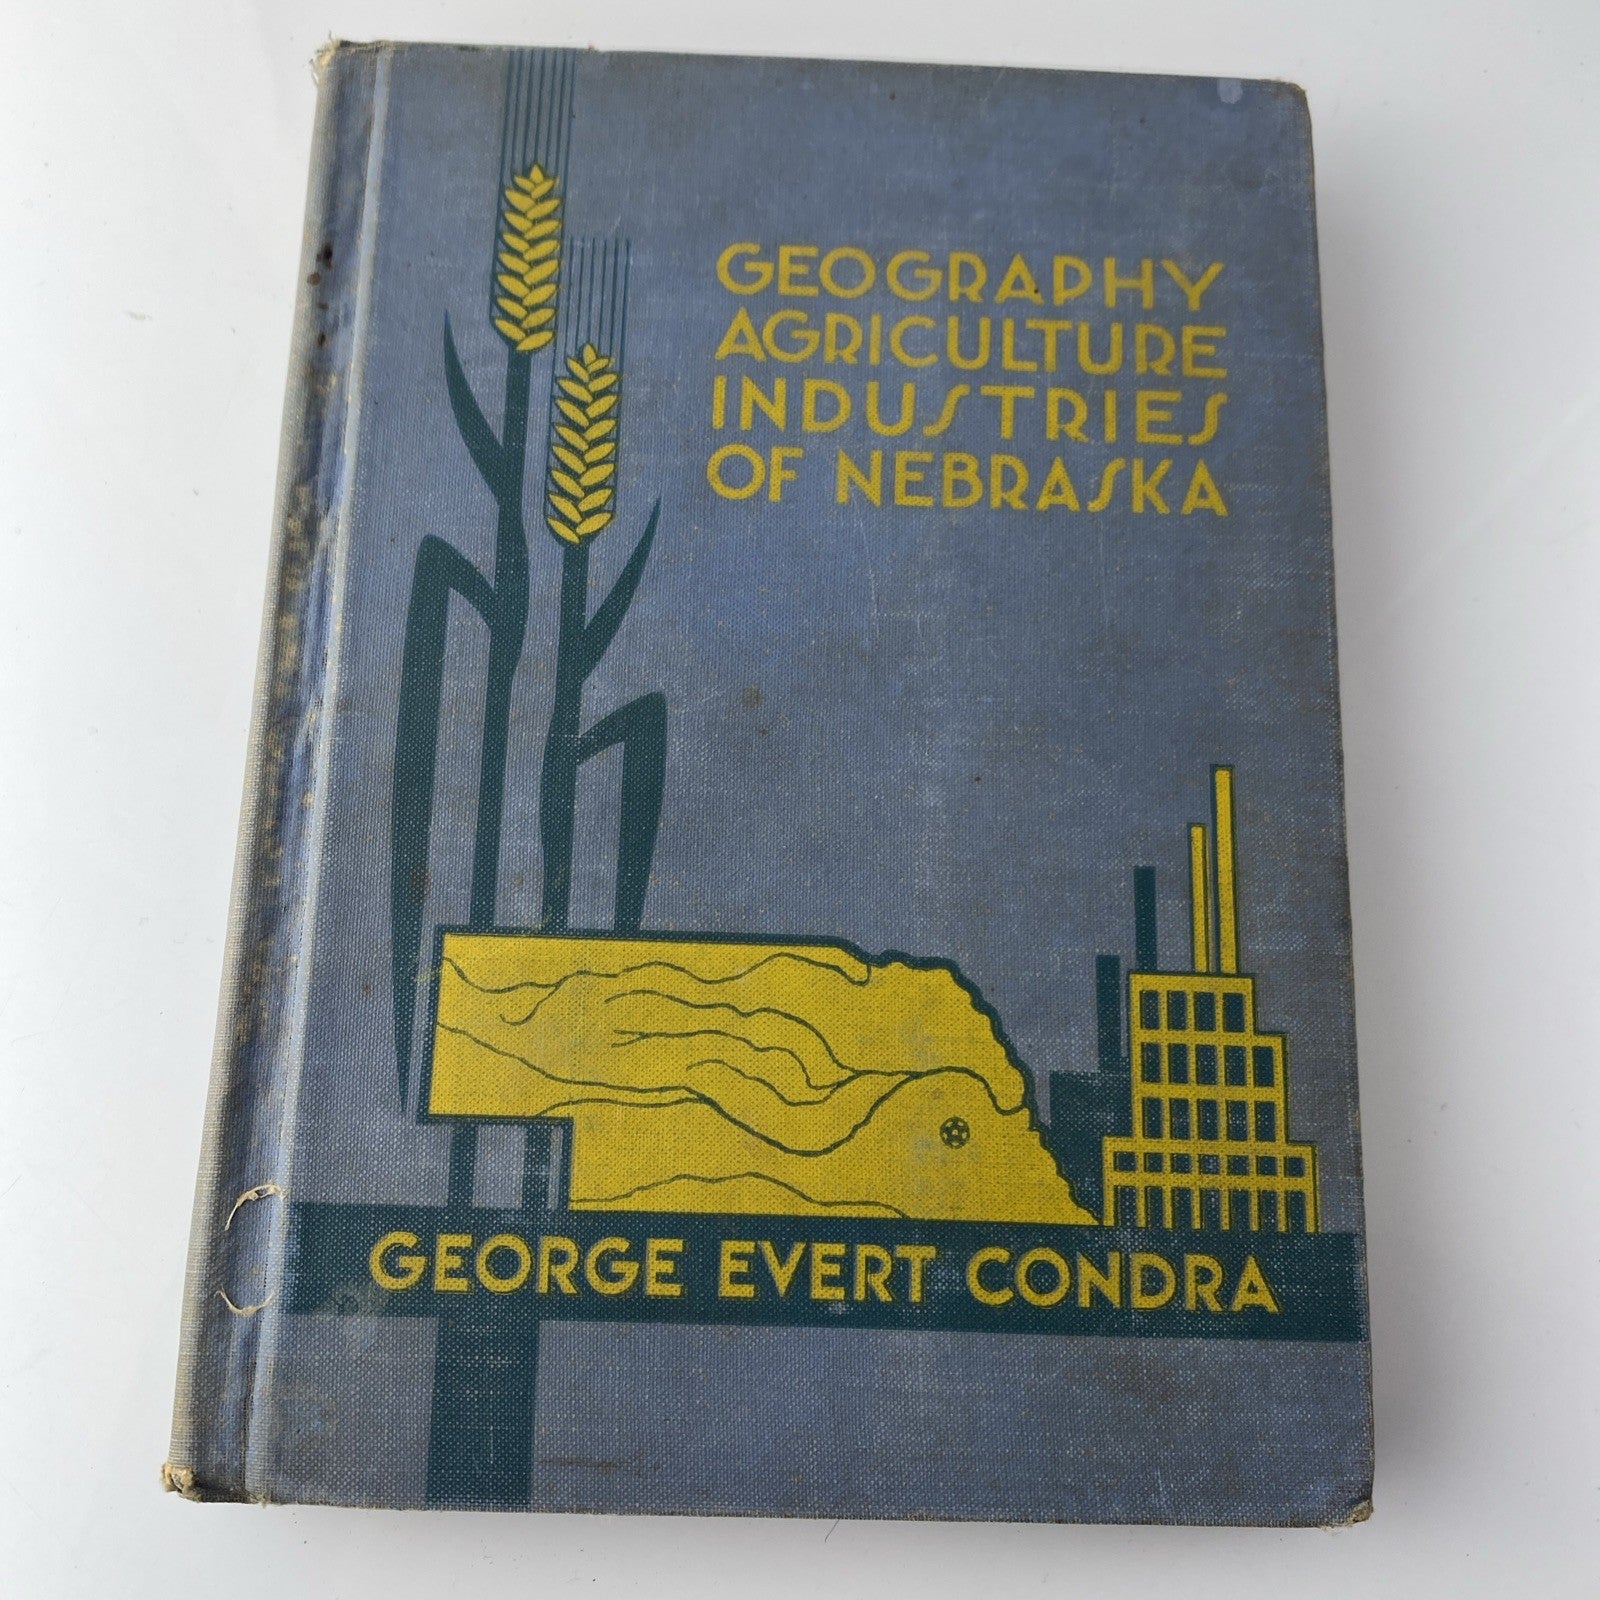 GEOGRAPHY
AGRICULTURE
INDUSTRIES
OF NEBRASKA
GEORGE EVERT CONDRA